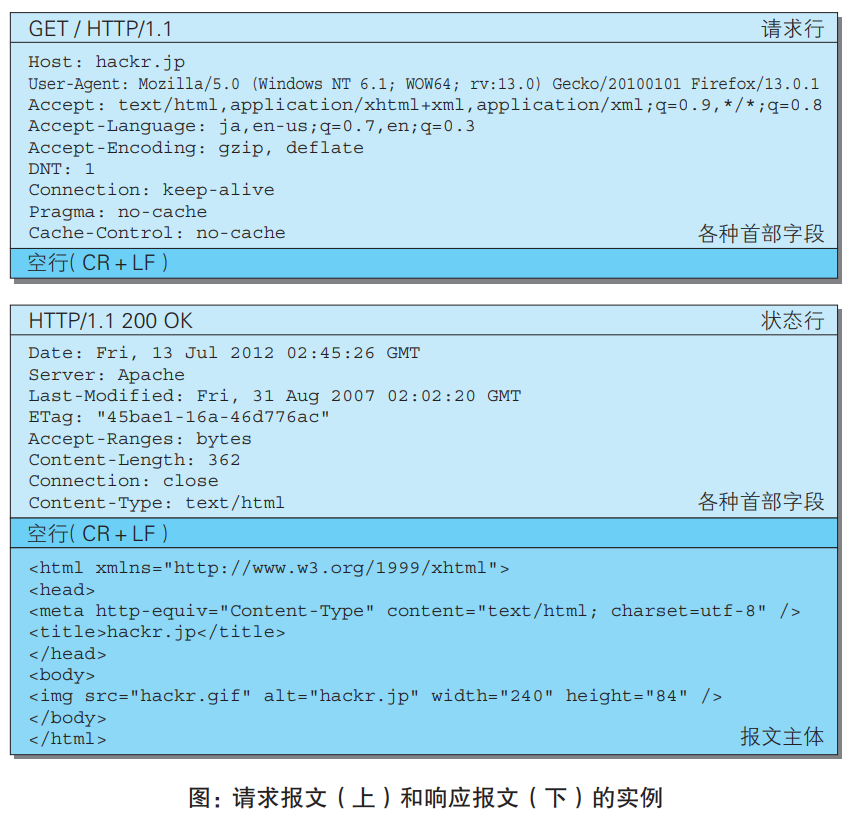 GET / HTTP/1.1 请求行
Host: hackr.jp
User-Agent: Mozilla/5.0 (Windows NT 6.1; WOW64; rv:13.0) Gecko/20100101 Firefox/13.0.1
Accept: text/html,application/xhtml+xml,application/xml;q=0.9,*/*;q=0.8
Accept-Language: ja,en-us;q=0.7,en;q=0.3
Accept-Encoding: gzip, deflate
DNT: 1
Connection: keep-alive
Pragma: no-cache
Cache-Control: no-cache 各种首部字段
空行( CR + LF )
HTTP/1.1 200 OK 状态行
Date: Fri, 13 Jul 2012 02:45:26 GMT
Server: Apache
Last-Modified: Fri, 31 Aug 2007 02:02:20 GMT
ETag: "45bae1-16a-46d776ac"
Accept-Ranges: bytes
Content-Length: 362
Connection: close
Content-Type: text/html 各种首部字段
空行( CR + LF )
<html xmlns="http://www.w3.org/1999/xhtml">
<head>
<meta http-equiv="Content-Type" content="text/html; charset=utf-8" />
<title>hackr.jp</title>
</head>
<body>
<img src="hackr.gif" alt="hackr.jp" width="240" height="84" />
</body>
</html> 报文主体
图: 请求报文（上）和响应报文（下）的实例